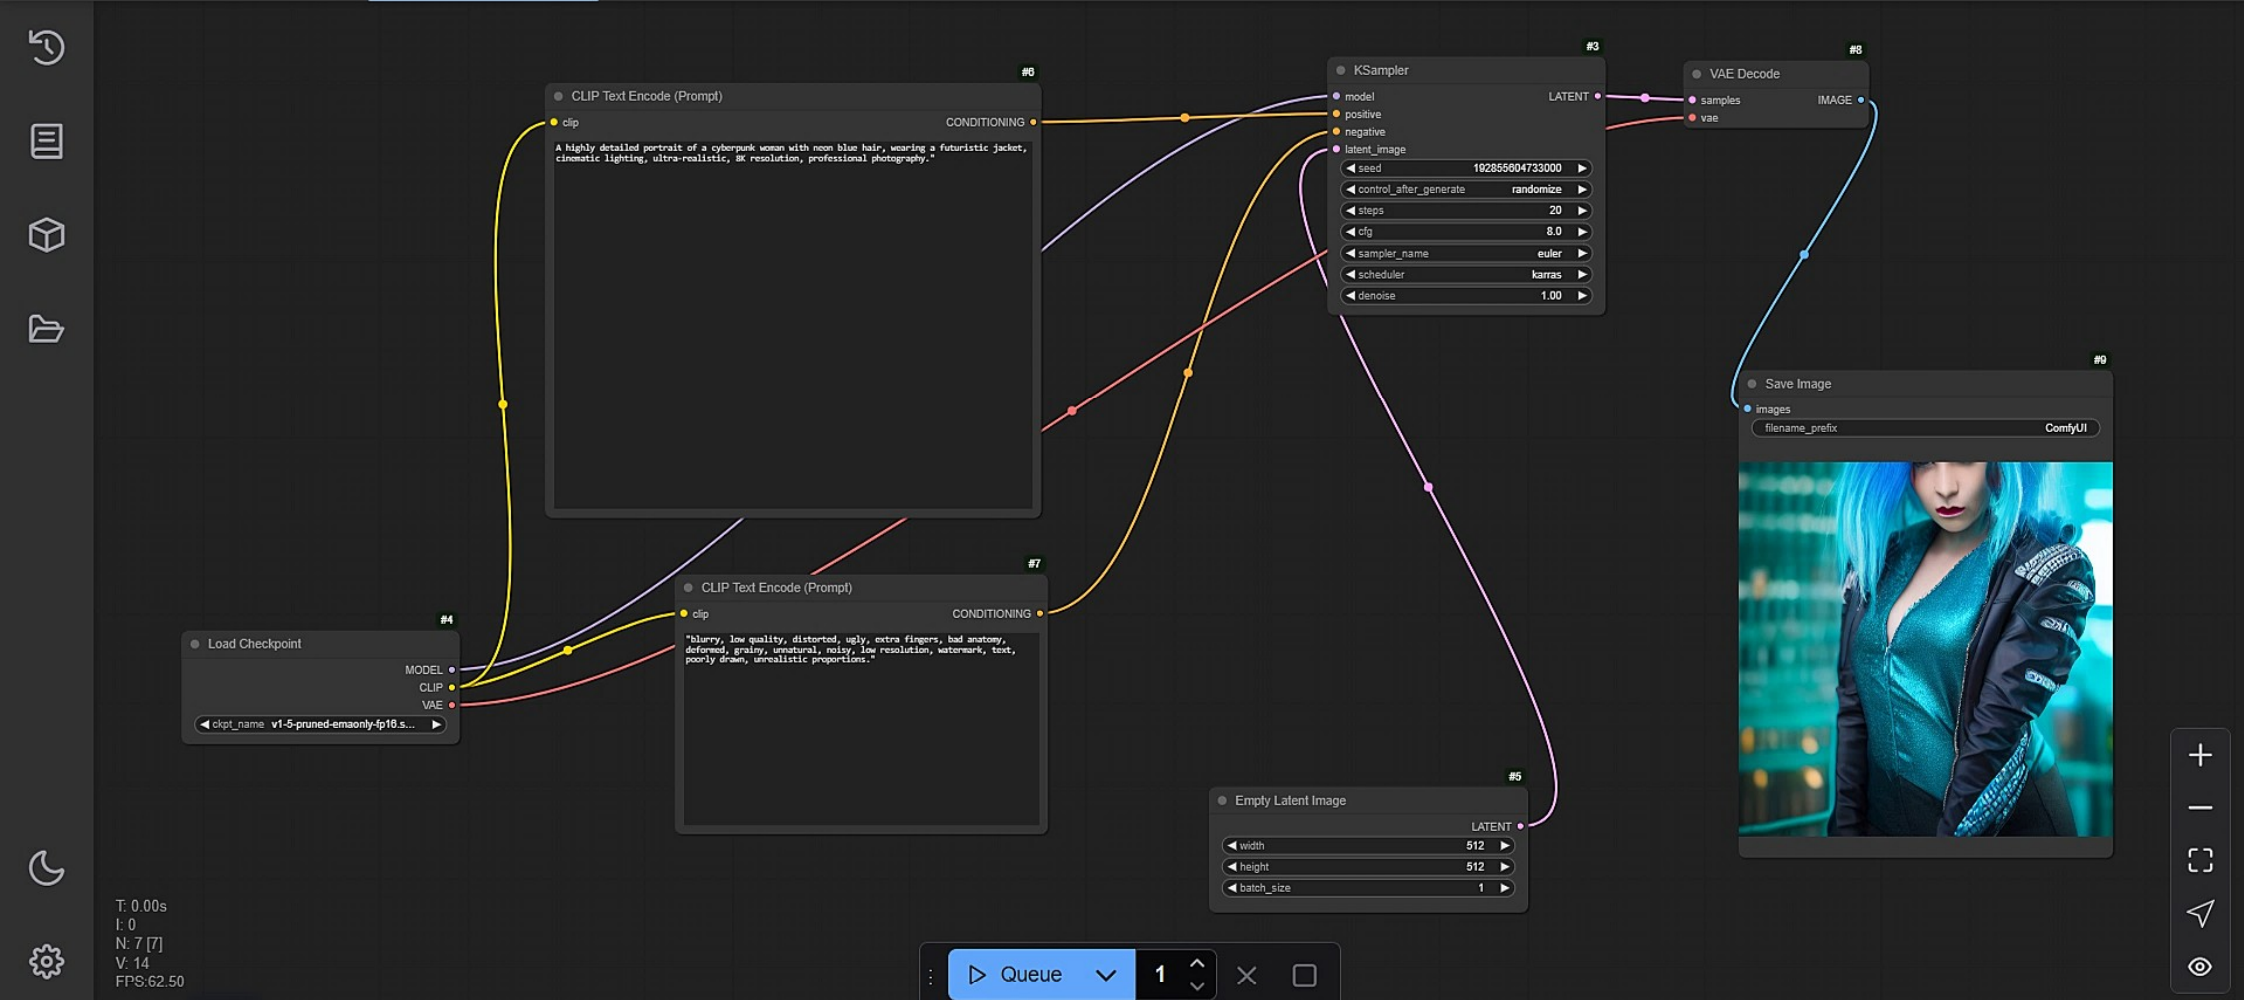 #6
CLIP Text Encode (Prompt)
clip
CONDITIONING
A highly detailed portrait of a cyberpunk woman with neon blue hair, wearing a futuristic jacket,
cinematic lighting, ultra-realistic, 8K resolution, professional photography."
#3
KSampler
model
LATENT
positive
negative
latent_image
seed 192855604733000
control_after_generate randomize
steps 20
cfg 8.0
sampler_name euler
scheduler karras
denoise 1.00
#8
VAE Decode
samples
IMAGE
vae
#9
Save Image
images
filename_prefix ComfyUI
#7
CLIP Text Encode (Prompt)
clip
CONDITIONING
"blurry, low quality, distorted, ugly, extra fingers, bad anatomy,
deformed, grainy, unnatural, noisy, low resolution, watermark, text,
poorly drawn, unrealistic proportions."
#4
Load Checkpoint
MODEL
CLIP
VAE
ckpt_name v1-5-pruned-emaonly-fp16.s...
#5
Empty Latent Image
LATENT
width 512
height 512
batch_size 1
T: 0.00s
I: 0
N: 7 [7]
V: 14
FPS:62.50
Queue
1